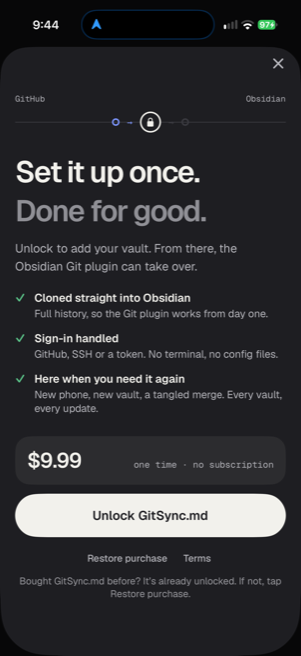 9:44
97
GitHub
Obsidian
Set it up once.
Done for good.
Unlock to add your vault. From there, the
Obsidian Git plugin can take over.
Cloned straight into Obsidian
Full history, so the Git plugin works from day one.
Sign-in handled
GitHub, SSH or a token. No terminal, no config files.
Here when you need it again
New phone, new vault, a tangled merge. Every vault,
every update.
$9.99
one time · no subscription
Unlock GitSync.md
Restore purchase
Terms
Bought GitSync.md before? It's already unlocked. If not, tap
Restore purchase.